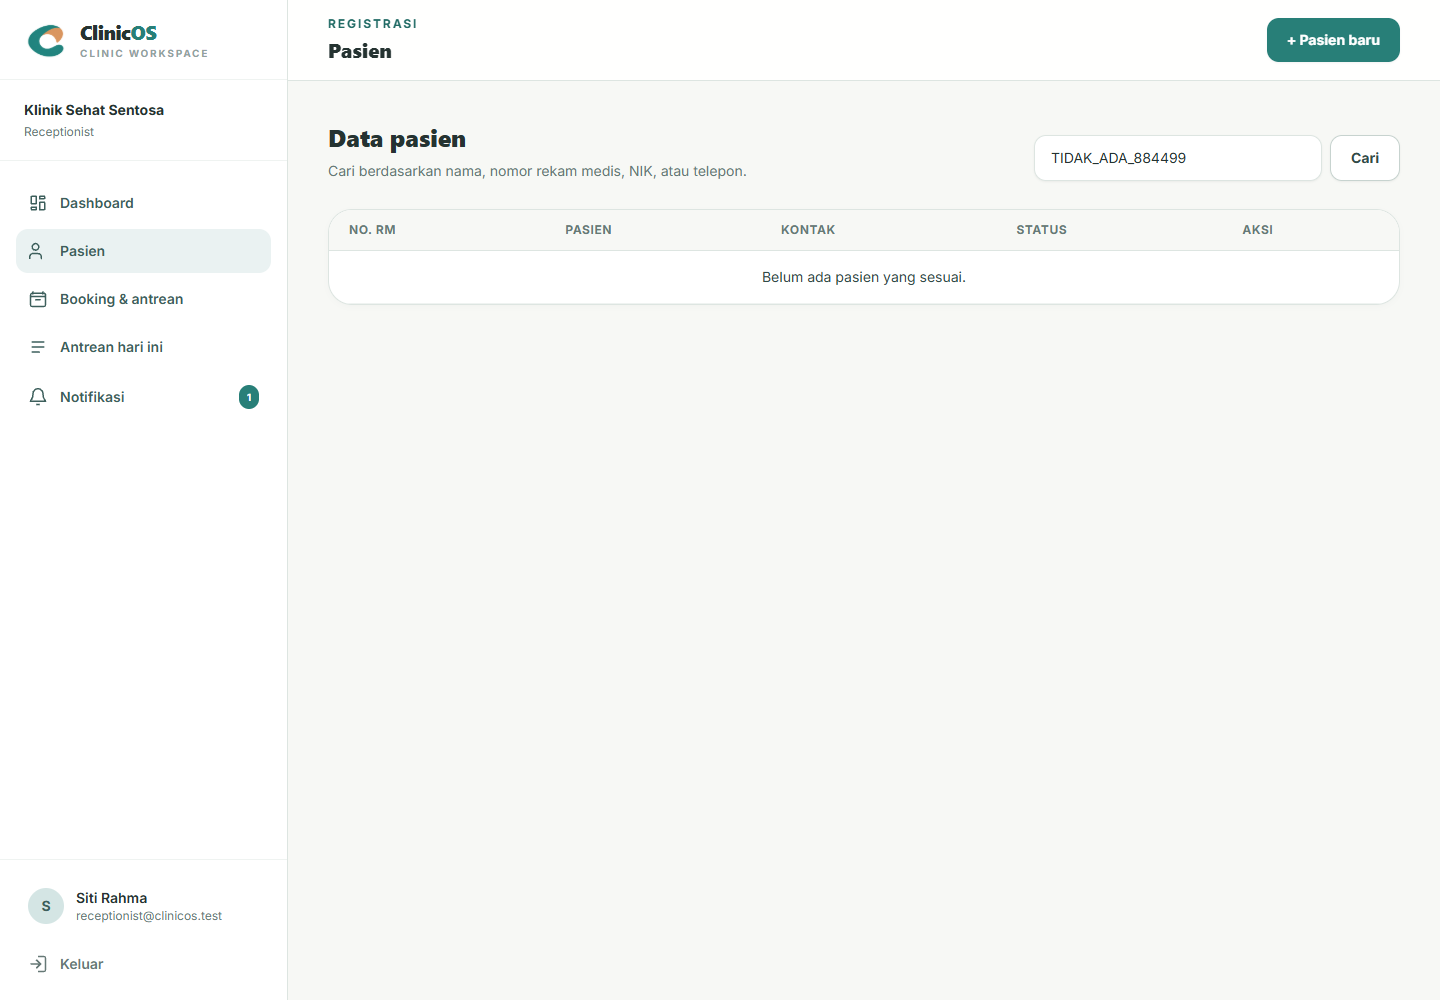 ClinicOS
CLINIC WORKSPACE
Klinik Sehat Sentosa
Receptionist
Dashboard
Pasien
Booking & antrean
Antrean hari ini
Notifikasi 1
S
Siti Rahma
receptionist@clinicos.test
Keluar
REGISTRASI
Pasien
+ Pasien baru
Data pasien
Cari berdasarkan nama, nomor rekam medis, NIK, atau telepon.
TIDAK_ADA_884499
Cari
NO. RM PASIEN KONTAK STATUS AKSI
Belum ada pasien yang sesuai.